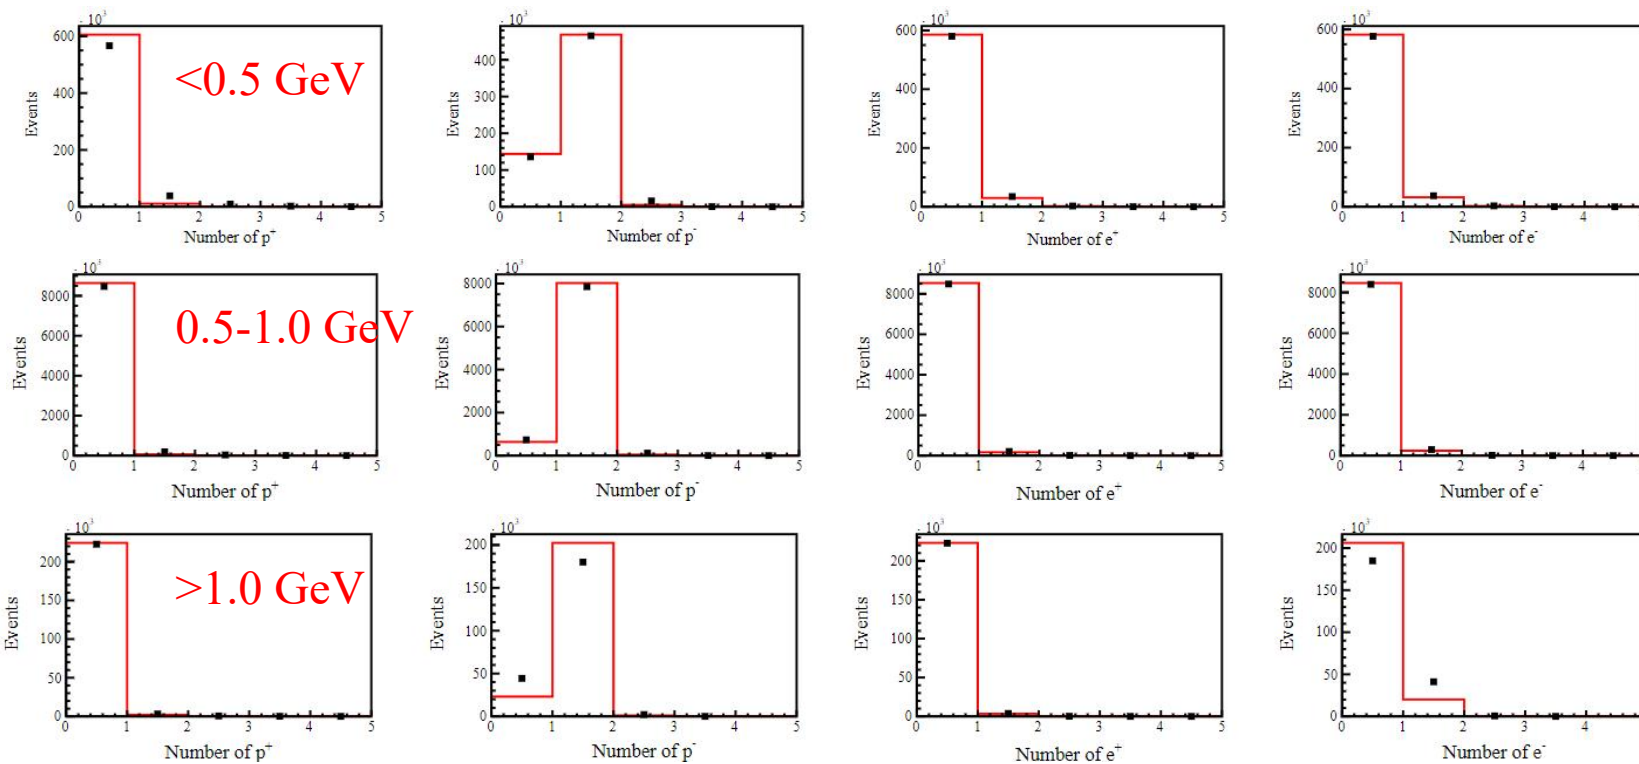 · 10³
600
400
200
0
0 1 2 3 4 5
Events
Number of p⁺
<0.5 GeV
· 10³
400
300
200
100
0
0 1 2 3 4 5
Events
Number of p⁻
· 10³
600
400
200
0
0 1 2 3 4 5
Events
Number of e⁺
· 10³
600
400
200
0
0 1 2 3 4
Events
Number of e⁻
· 10³
8000
6000
4000
2000
0
0 1 2 3 4 5
Events
Number of p⁺
0.5-1.0 GeV
· 10³
8000
6000
4000
2000
0
0 1 2 3 4 5
Events
Number of p⁻
· 10³
8000
6000
4000
2000
0
0 1 2 3 4 5
Events
Number of e⁺
· 10³
8000
6000
4000
2000
0
0 1 2 3 4
Events
Number of e⁻
· 10³
200
150
100
50
0
0 1 2 3 4 5
Events
Number of p⁺
>1.0 GeV
· 10³
200
150
100
50
0
0 1 2 3 4 5
Events
Number of p⁻
· 10³
200
150
100
50
0
0 1 2 3 4 5
Events
Number of e⁺
· 10³
200
150
100
50
0
0 1 2 3 4
Events
Number of e⁻